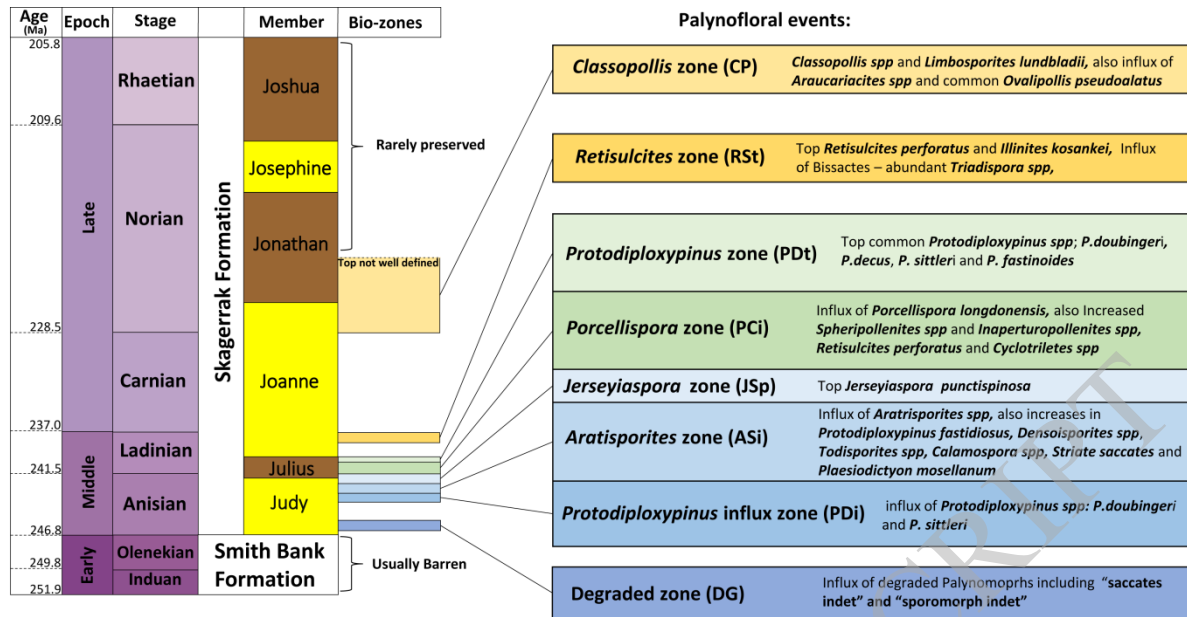 Age
(Ma)
Epoch
Stage
Member
Bio-zones
205.8
209.6
228.5
237.0
241.5
246.8
249.8
251.9
Late
Middle
Early
Rhaetian
Norian
Carnian
Ladinian
Anisian
Olenekian
Induan
Skagerrak Formation
Smith Bank
Formation
Joshua
Josephine
Jonathan
Joanne
Julius
Judy
Rarely preserved
Top not well defined
Usually Barren
Palynofloral events:
Classopollis zone (CP)
Classopollis spp and Limbosporites lundbladii, also influx of
Araucariacites spp and common Ovalipollis pseudoalatus
Retisulcites zone (RSt)
Top Retisulcites perforatus and Illinites kosankei, Influx
of Bissactes – abundant Triadispora spp,
Protodiploxypinus zone (PDt)
Top common Protodiploxypinus spp; P.doubingeri,
P.decus, P. sittleri and P. fastinoides
Porcellispora zone (PCi)
Influx of Porcellispora longdonensis, also Increased
Spheripollenites spp and Inaperturopollenites spp,
Retisulcites perforatus and Cyclotriletes spp
Jerseyiaspora zone (JSp)
Top Jerseyiaspora punctispinosa
Aratisporites zone (ASi)
Influx of Aratrisporites spp, also increases in
Protodiploxypinus fastidiosus, Densoisporites spp,
Todisporites spp, Calamospora spp, Striate saccates and
Plaesiodictyon mosellanum
Protodiploxypinus influx zone (PDi)
influx of Protodiploxypinus spp: P.doubingeri
and P. sittleri
Degraded zone (DG)
Influx of degraded Palynomoprhs including “saccates
indet” and “sporomorph indet”
CRIPT